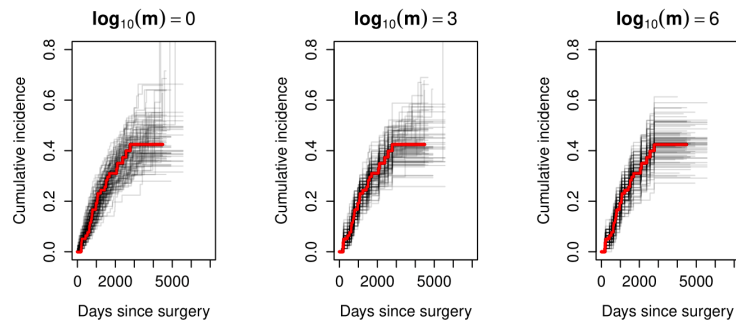 log10(m) = 0
Cumulative incidence
0.8
0.6
0.4
0.2
0.0
0 2000 5000
Days since surgery
log10(m) = 3
Cumulative incidence
0.8
0.6
0.4
0.2
0.0
0 2000 5000
Days since surgery
log10(m) = 6
Cumulative incidence
0.8
0.6
0.4
0.2
0.0
0 2000 5000
Days since surgery